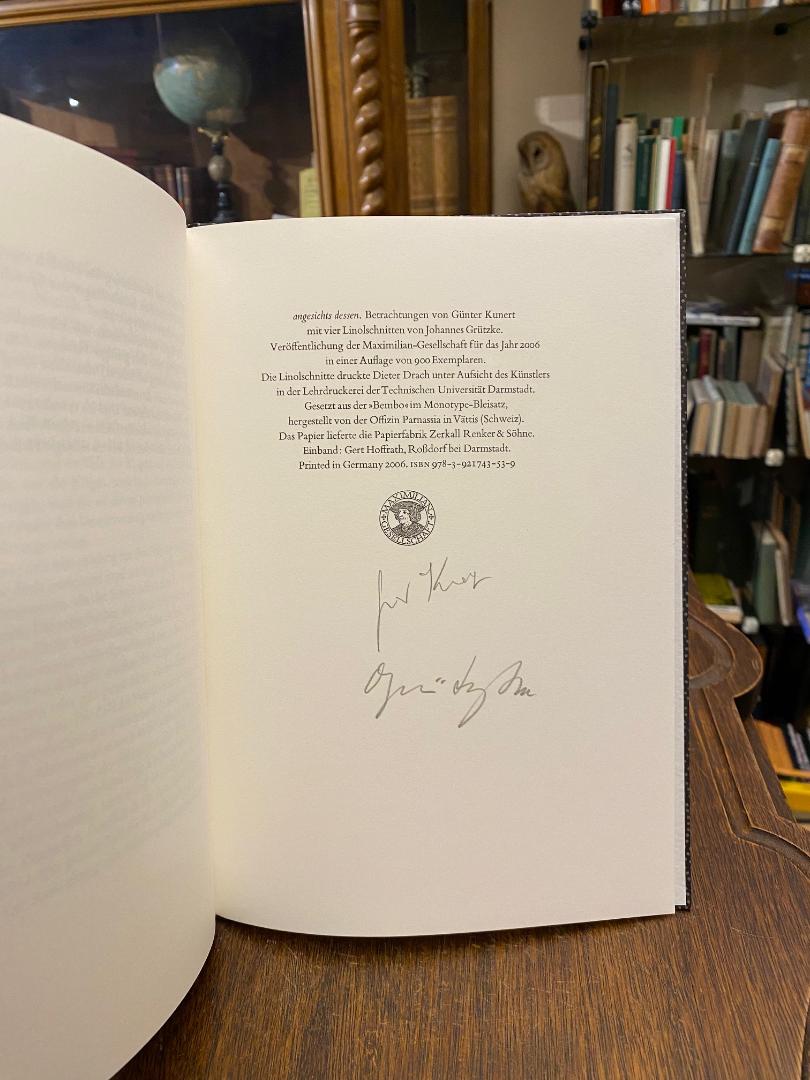 angesichts dessen. Betrachtungen von Günter Kunert
mit vier Linolschnitten von Johannes Grützke.
Veröffentlichung der Maximilian-Gesellschaft für das Jahr 2006
in einer Auflage von 900 Exemplaren.
Die Linolschnitte druckte Dieter Drach unter Aufsicht des Künstlers
in der Lehrdruckerei der Technischen Universität Darmstadt.
Gesetzt aus der »Bembo« im Monotype-Bleisatz,
hergestellt von der Offizin Parnassia in Vättis (Schweiz).
Das Papier lieferte die Papierfabrik Zerkall Renker & Söhne.
Einband: Gert Hoffrath, Roßdorf bei Darmstadt.
Printed in Germany 2006. ISBN 978-3-921743-53-9
MAXIMILIAN
GESELLSCHAFT